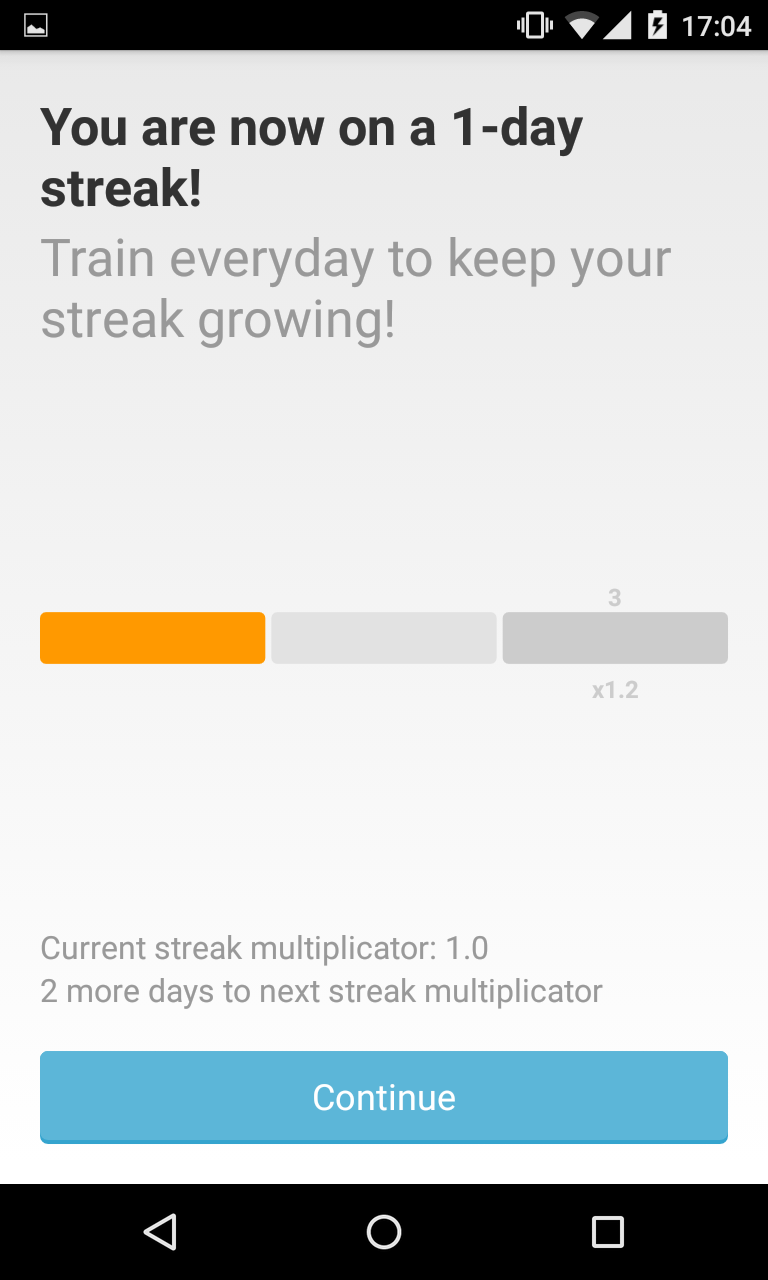 17:04
You are now on a 1-day
streak!
Train everyday to keep your
streak growing!
3
x1.2
Current streak multiplicator: 1.0
2 more days to next streak multiplicator
Continue